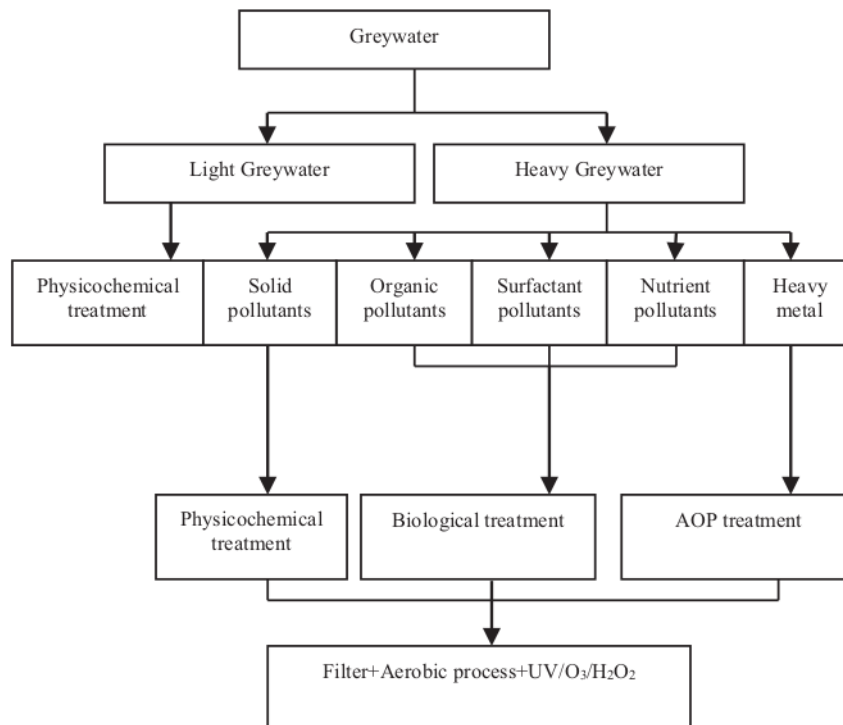 Greywater
Light Greywater
Heavy Greywater
Physicochemical
treatment
Solid
pollutants
Organic
pollutants
Surfactant
pollutants
Nutrient
pollutants
Heavy
metal
Physicochemical
treatment
Biological treatment
AOP treatment
Filter+Aerobic process+UV/O₃/H₂O₂